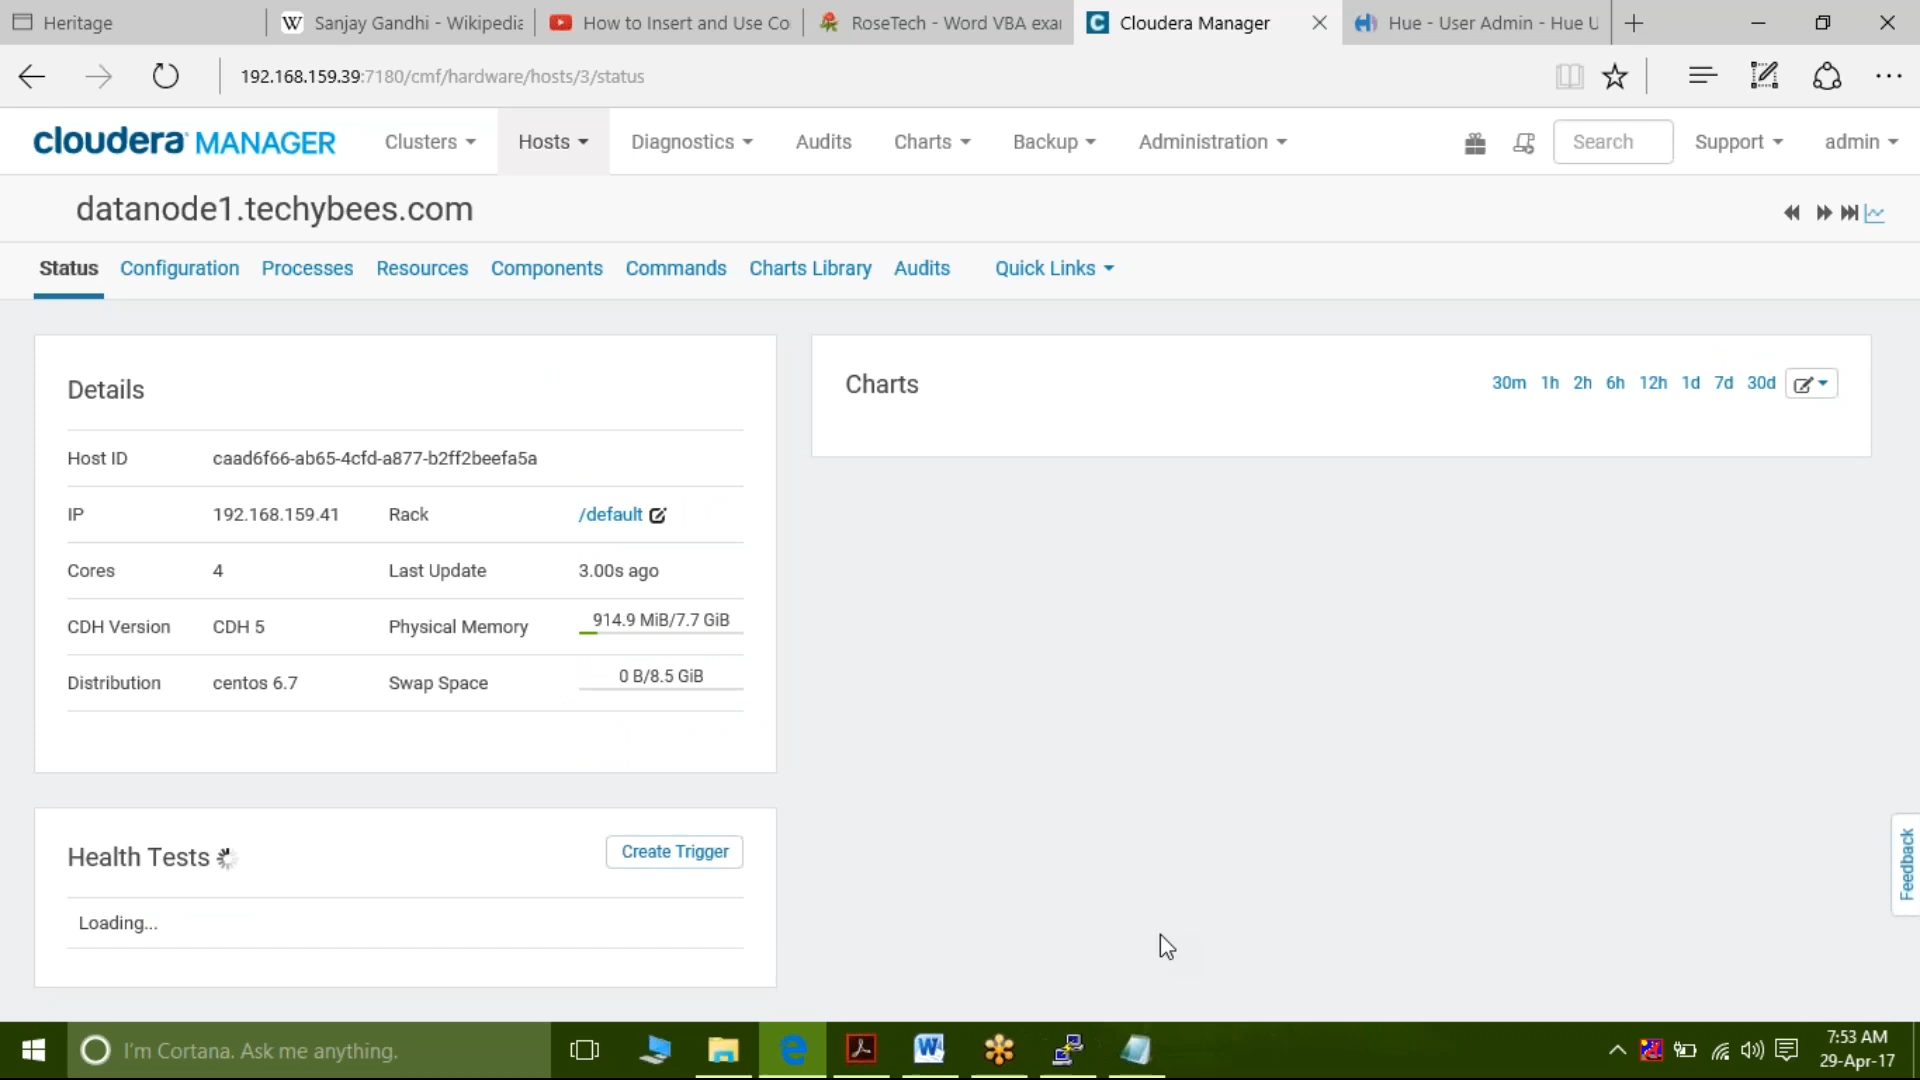 Heritage
Sanjay Gandhi - Wikipedia
How to Insert and Use Co
RoseTech - Word VBA exar
Cloudera Manager
Hue - User Admin - Hue U
192.168.159.39:7180/cmf/hardware/hosts/3/status
cloudera MANAGER
Clusters
Hosts
Diagnostics
Audits
Charts
Backup
Administration
Search
Support
admin
datanode1.techybees.com
Status
Configuration
Processes
Resources
Components
Commands
Charts Library
Audits
Quick Links
Details
Host ID caad6f66-ab65-4cfd-a877-b2ff2beefa5a
IP 192.168.159.41 Rack /default
Cores 4 Last Update 3.00s ago
CDH Version CDH 5 Physical Memory 914.9 MiB/7.7 GiB
Distribution centos 6.7 Swap Space 0 B/8.5 GiB
Charts
30m 1h 2h 6h 12h 1d 7d 30d
Health Tests
Create Trigger
Loading...
Feedback
I'm Cortana. Ask me anything.
7:53 AM
29-Apr-17